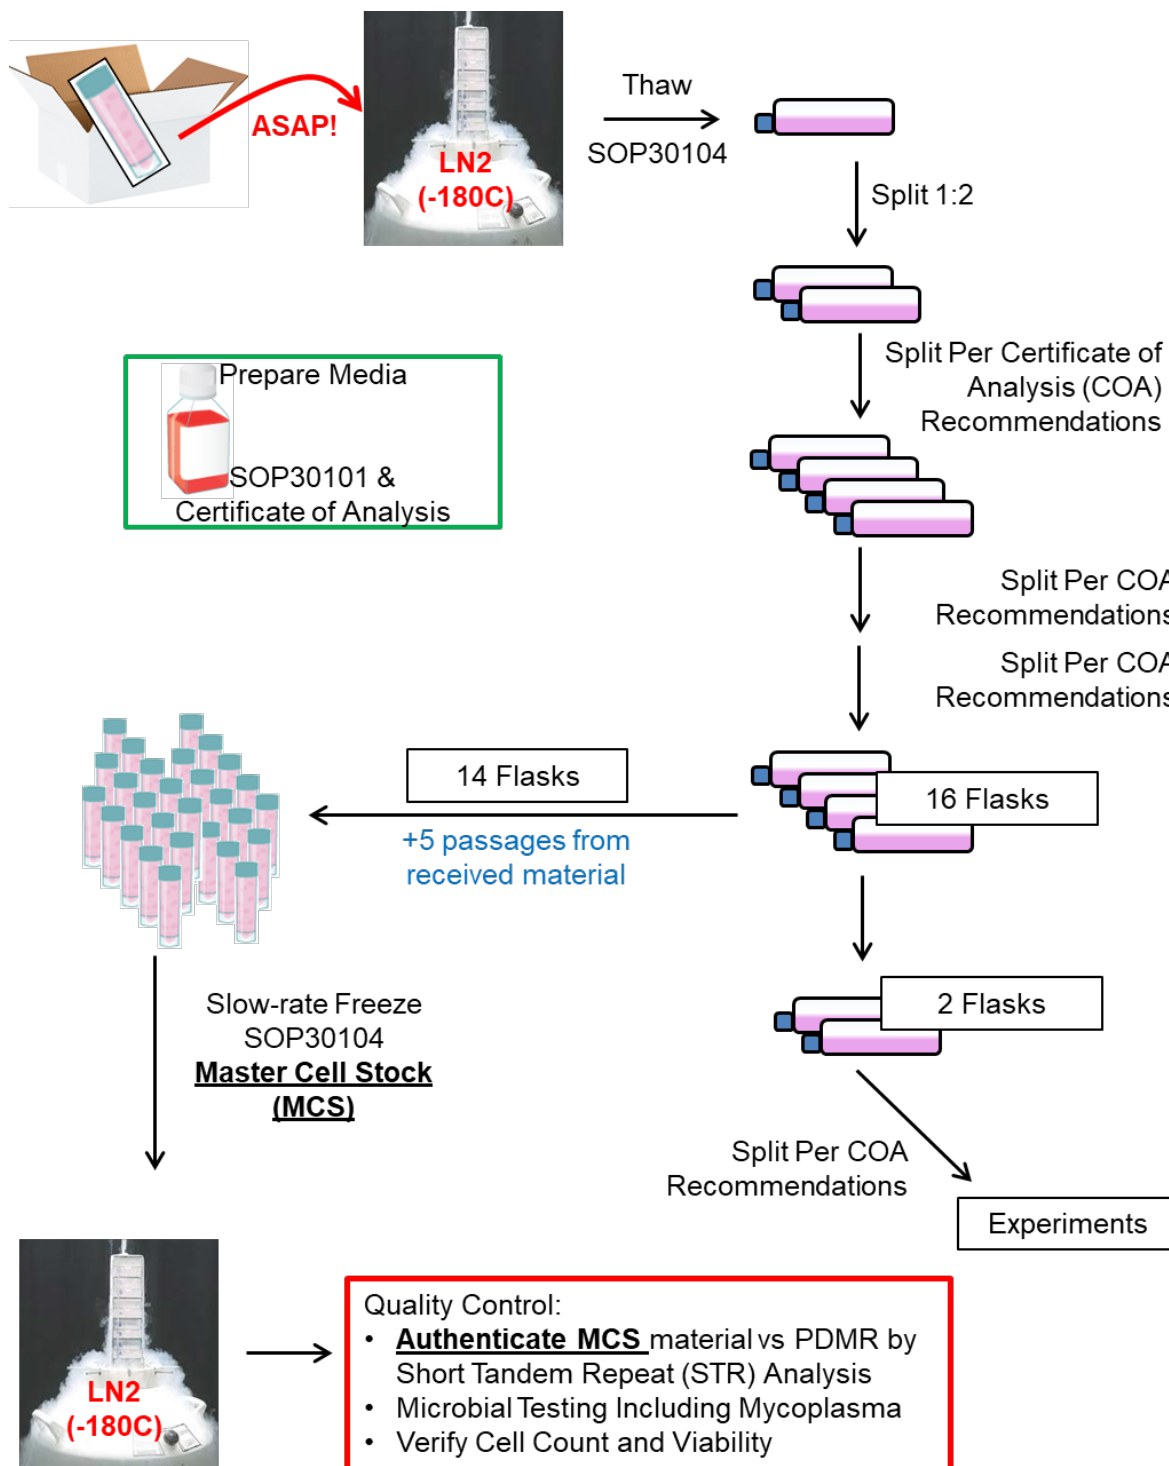 ASAP!
LN2
(-180C)
Thaw
SOP30104
Split 1:2
Split Per Certificate of
Analysis (COA)
Recommendations
Prepare Media
SOP30101 &
Certificate of Analysis
Split Per COA
Recommendations
Split Per COA
Recommendations
14 Flasks
16 Flasks
+5 passages from
received material
2 Flasks
Slow-rate Freeze
SOP30104
Master Cell Stock
(MCS)
Split Per COA
Recommendations
Experiments
LN2
(-180C)
Quality Control:
• Authenticate MCS material vs PDMR by
Short Tandem Repeat (STR) Analysis
• Microbial Testing Including Mycoplasma
• Verify Cell Count and Viability